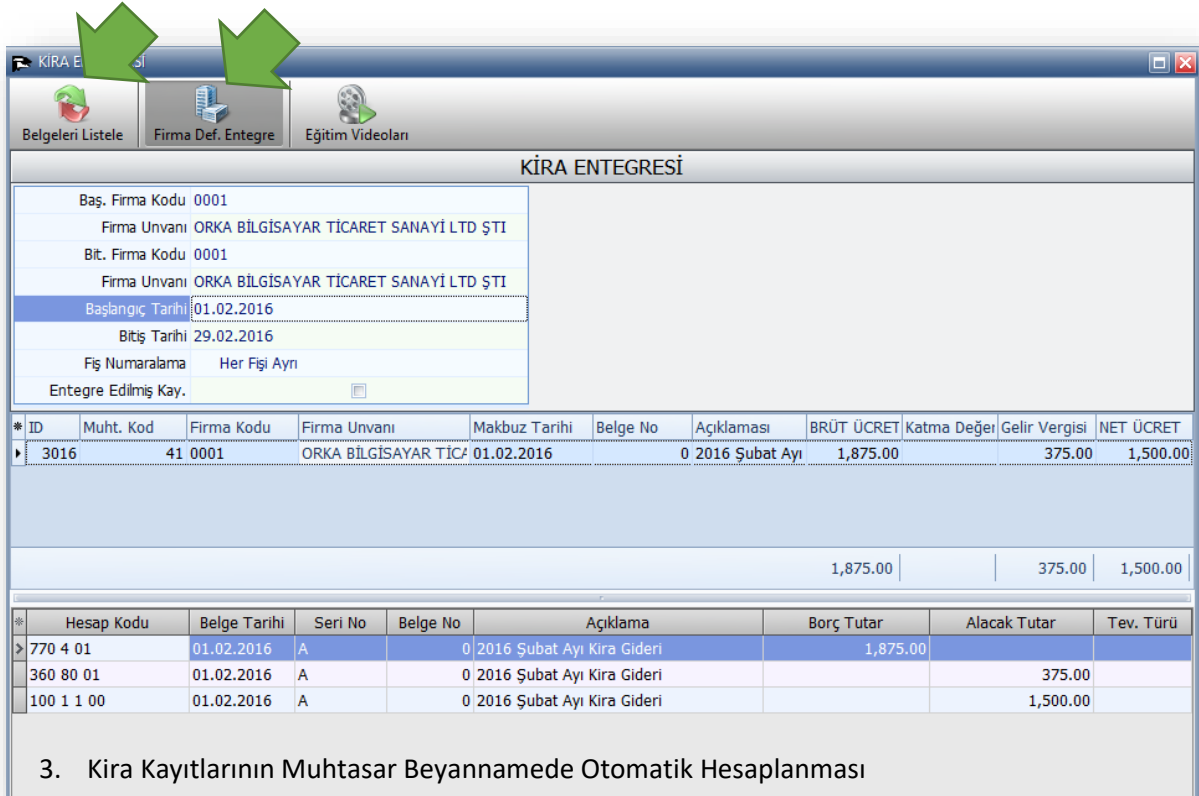 KİRA E
Sİ
Belgeleri Listele
Firma Def. Entegre
Eğitim Videoları
KİRA ENTEGRESİ
Baş. Firma Kodu 0001
Firma Unvanı ORKA BİLGİSAYAR TİCARET SANAYİ LTD ŞTI
Bit. Firma Kodu 0001
Firma Unvanı ORKA BİLGİSAYAR TİCARET SANAYİ LTD ŞTI
Başlangıç Tarihi 01.02.2016
Bitiş Tarihi 29.02.2016
Fiş Numaralama Her Fişi Ayrı
Entegre Edilmiş Kay.
* ID Muht. Kod Firma Kodu Firma Unvanı Makbuz Tarihi Belge No Açıklaması BRÜT ÜCRET Katma Değer Gelir Vergisi NET ÜCRET
3016 41 0001 ORKA BİLGİSAYAR TİCA 01.02.2016 0 2016 Şubat Ayı 1,875.00 375.00 1,500.00
1,875.00 375.00 1,500.00
* Hesap Kodu Belge Tarihi Seri No Belge No Açıklama Borç Tutar Alacak Tutar Tev. Türü
770 4 01 01.02.2016 A 0 2016 Şubat Ayı Kira Gideri 1,875.00
360 80 01 01.02.2016 A 0 2016 Şubat Ayı Kira Gideri 375.00
100 1 1 00 01.02.2016 A 0 2016 Şubat Ayı Kira Gideri 1,500.00
3. Kira Kayıtlarının Muhtasar Beyannamede Otomatik Hesaplanması